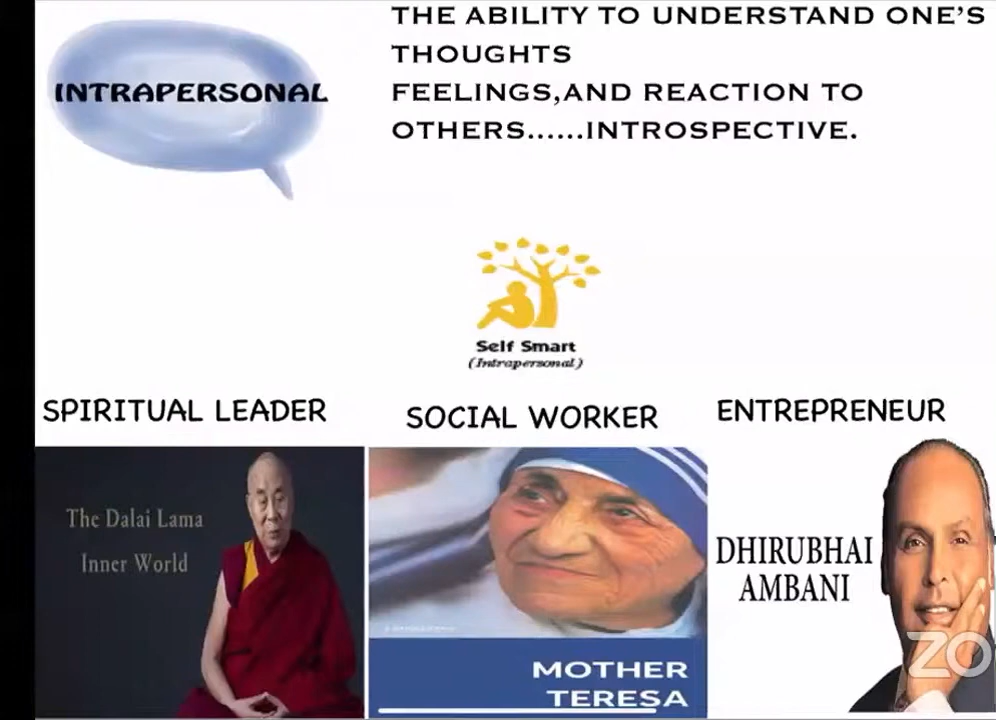 INTRAPERSONAL
THE ABILITY TO UNDERSTAND ONE'S
THOUGHTS
FEELINGS,AND REACTION TO
OTHERS......INTROSPECTIVE.
Self Smart
(Intrapersonal)
SPIRITUAL LEADER
SOCIAL WORKER
ENTREPRENEUR
The Dalai Lama
Inner World
MOTHER
TERESA
DHIRUBHAI
AMBANI